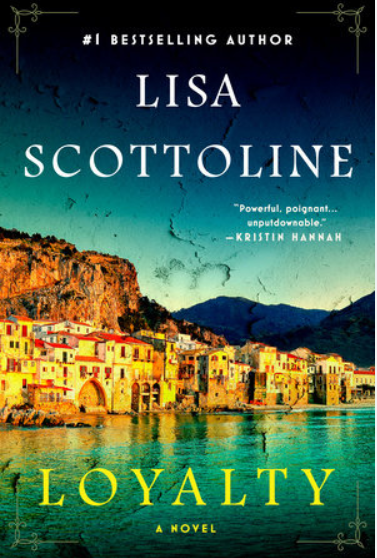 #1 BESTSELLING AUTHOR
LISA
SCOTTOLINE
"Powerful, poignant...
unputdownable."
—KRISTIN HANNAH
LOYALTY
A NOVEL